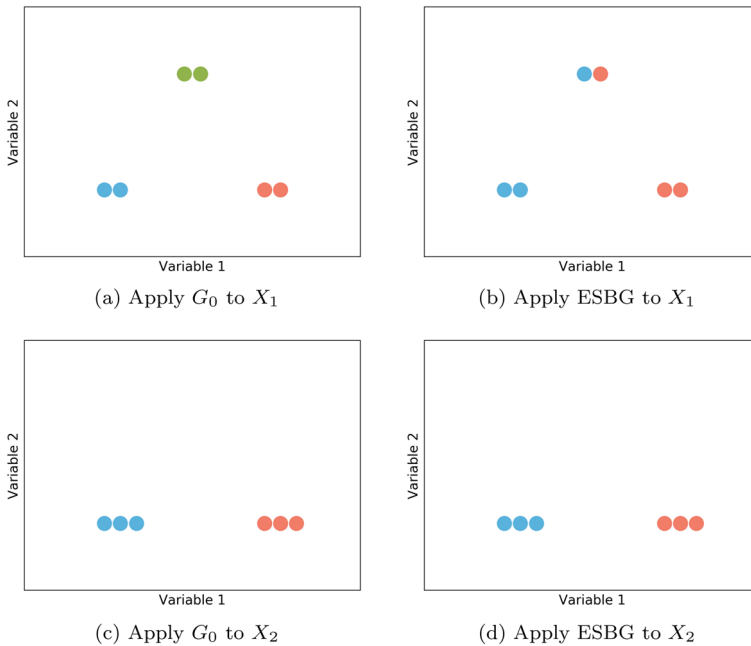 Variable 2
Variable 1
(a) Apply G₀ to X₁
Variable 2
Variable 1
(b) Apply ESBG to X₁
Variable 2
Variable 1
(c) Apply G₀ to X₂
Variable 2
Variable 1
(d) Apply ESBG to X₂